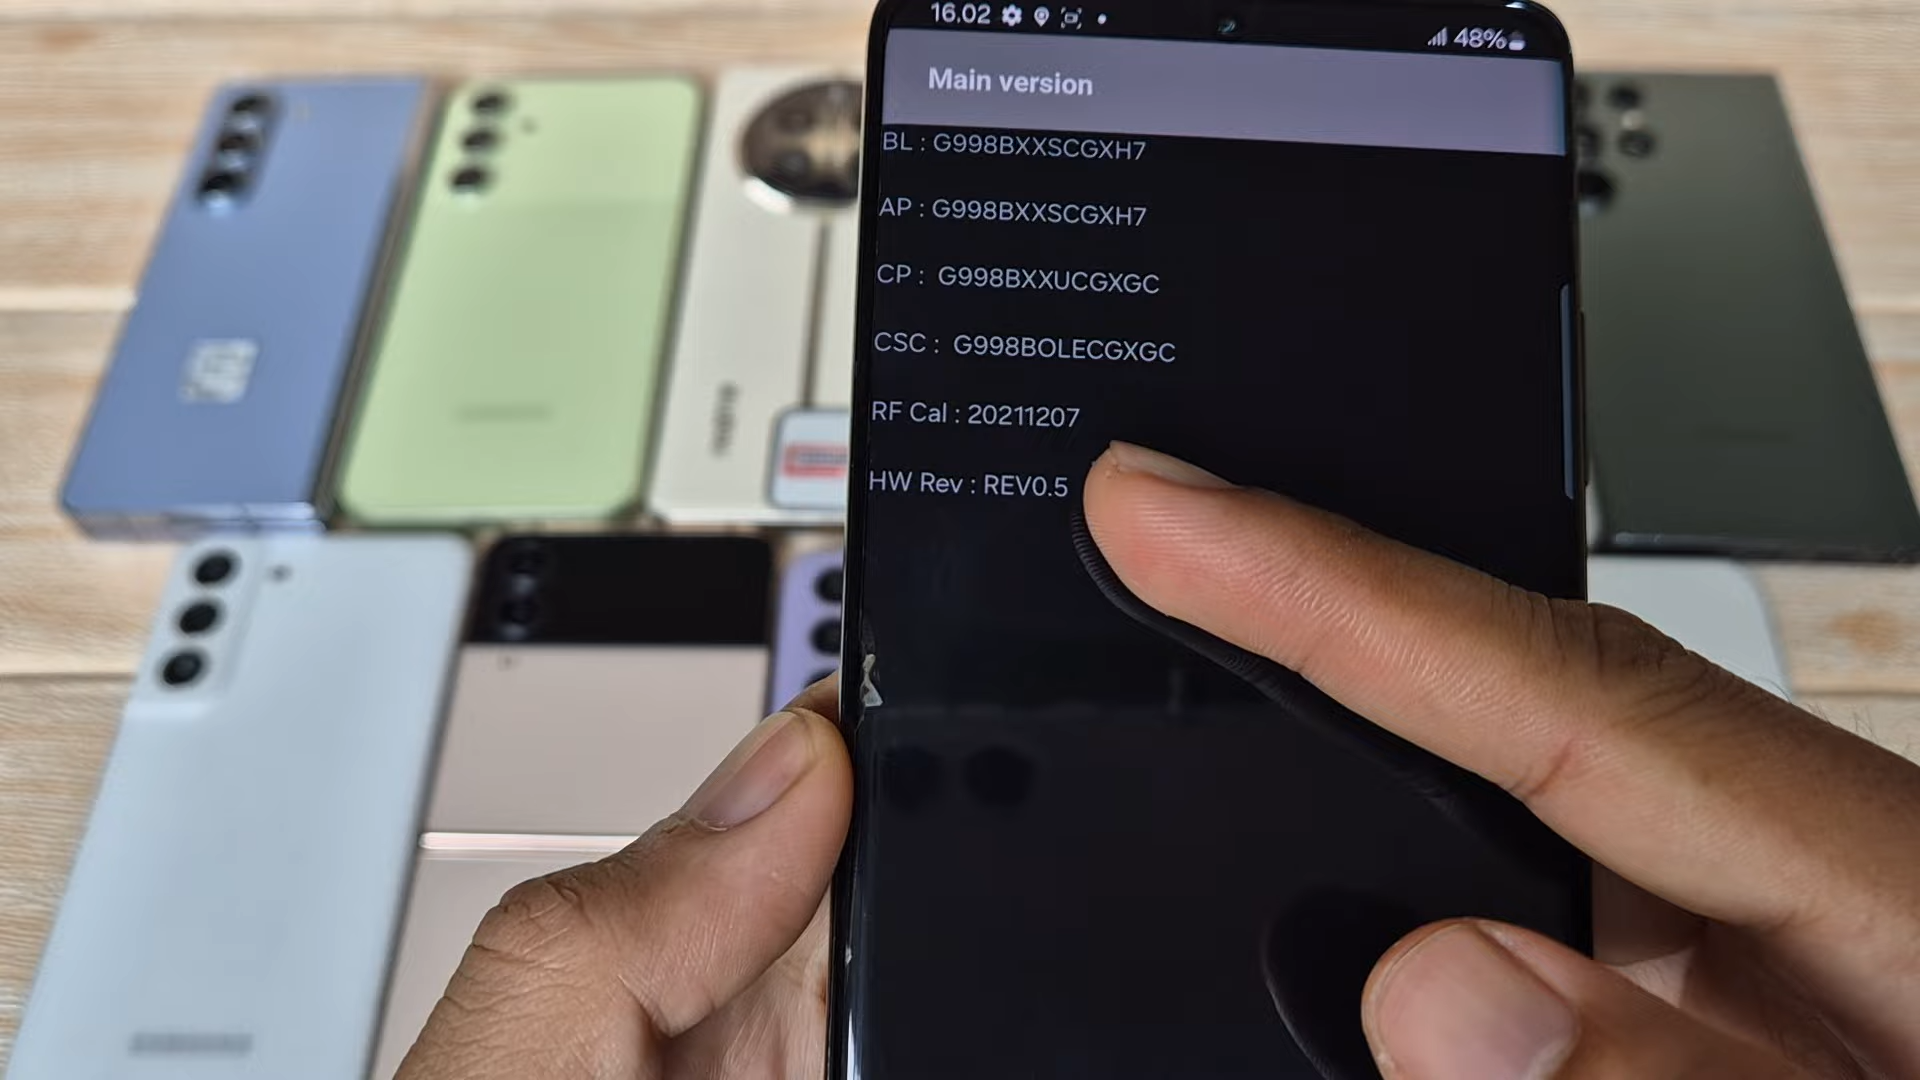 16.02
48%
Main version
BL : G998BXXSCGXH7
AP : G998BXXSCGXH7
CP : G998BXXUCGXGC
CSC : G998BOLECGXGC
RF Cal : 20211207
HW Rev : REV0.5